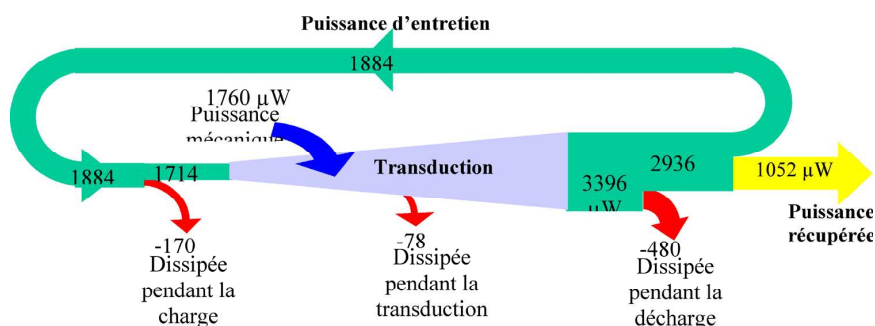 Puissance d’entretien
1884
1760 µW
Puissance
mécanique
1884
1714
Transduction
3396
µW
2936
1052 µW
Puissance
récupérée
-170
Dissipée
pendant la
charge
-78
Dissipée
pendant la
transduction
-480
Dissipée
pendant la
décharge